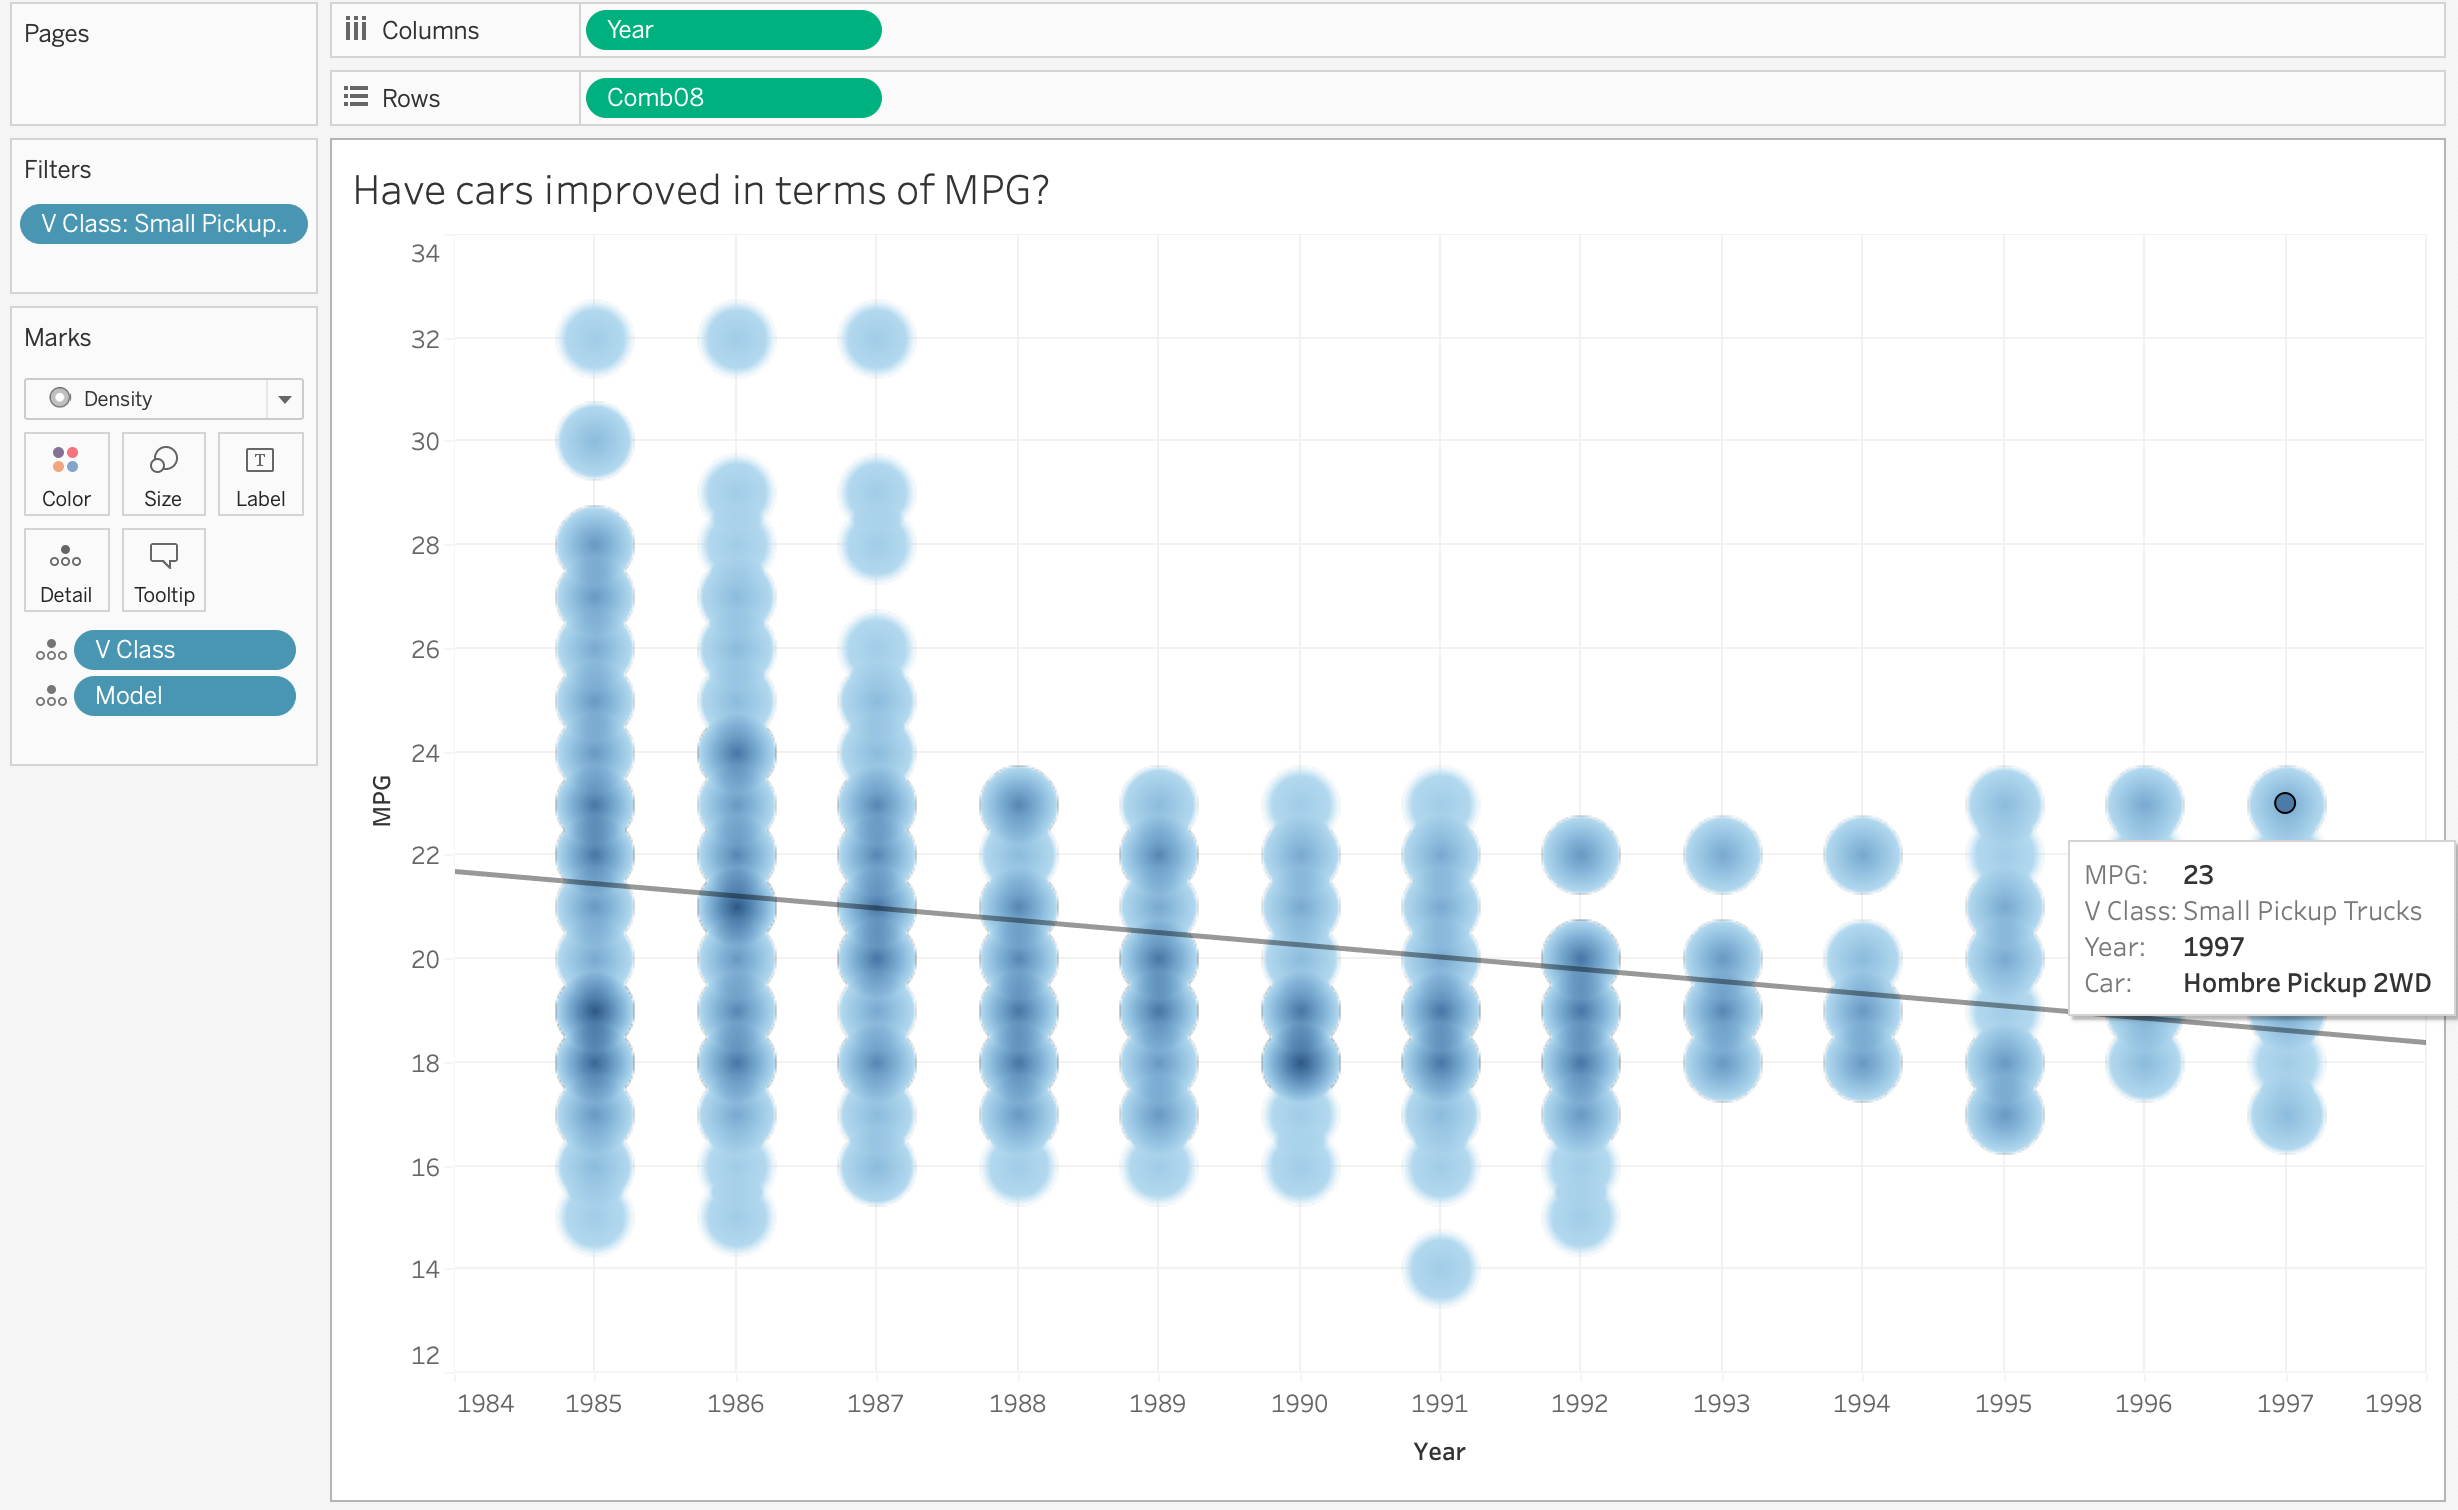 Pages
Columns
Year
Rows
Comb08
Filters
V Class: Small Pickup..
Marks
Density
Color
Size
T
Label
Detail
Tooltip
V Class
Model
Have cars improved in terms of MPG?
34
32
30
28
26
24
22
20
18
16
14
12
MPG
MPG: 23
V Class: Small Pickup Trucks
Year: 1997
Car: Hombre Pickup 2WD
1984 1985 1986 1987 1988 1989 1990 1991 1992 1993 1994 1995 1996 1997 1998
Year